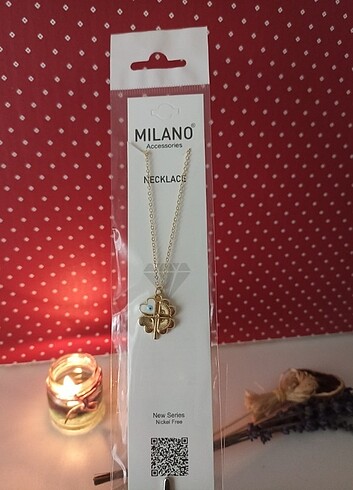 MILANO®
Accessories
NECKLACE
New Series
Nickel Free